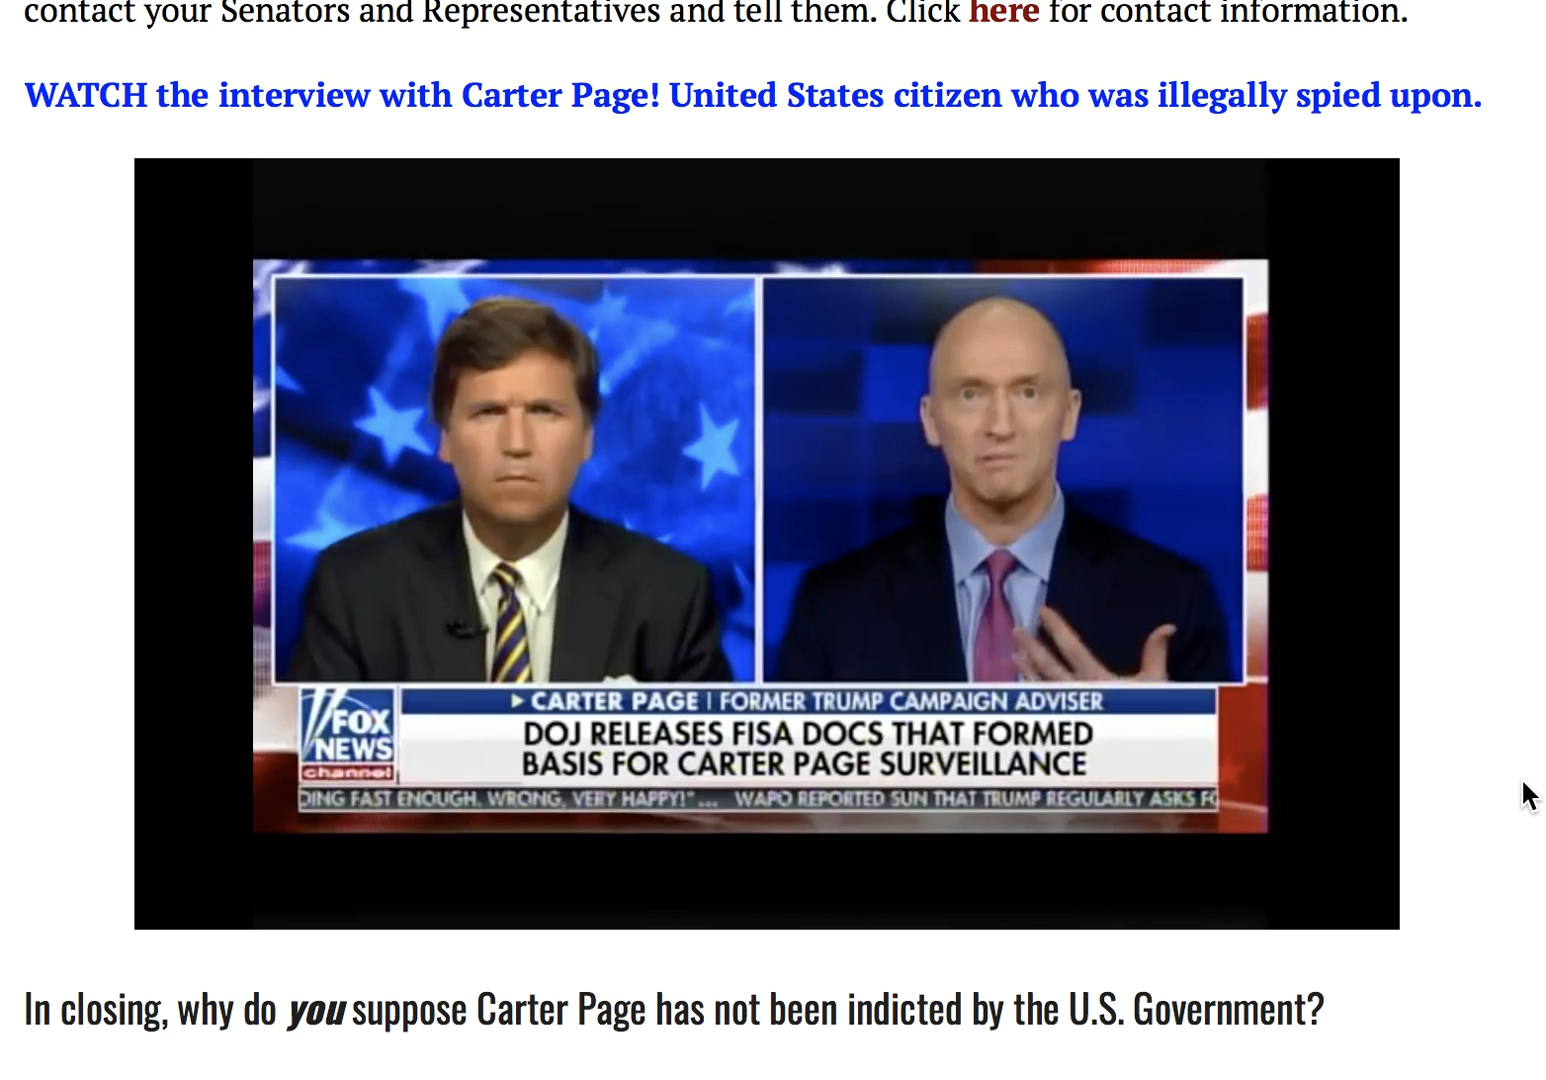 contact your Senators and Representatives and tell them. Click here for contact information.
WATCH the interview with Carter Page! United States citizen who was illegally spied upon.
▶ CARTER PAGE | FORMER TRUMP CAMPAIGN ADVISER
FOX
NEWS
channel
DOJ RELEASES FISA DOCS THAT FORMED
BASIS FOR CARTER PAGE SURVEILLANCE
DING FAST ENOUGH. WRONG, VERY HAPPY!"... WAPO REPORTED SUN THAT TRUMP REGULARLY ASKS FO
In closing, why do you suppose Carter Page has not been indicted by the U.S. Government?